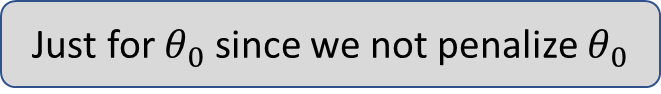 Just for θ₀ since we not penalize θ₀